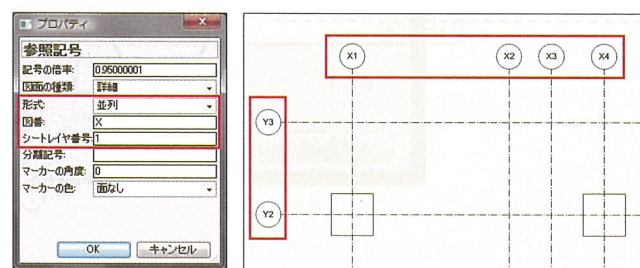 プロパティ
参照記号
記号の倍率: 0.95000001
図面の種類: 詳細
形式: 並列
図番: X
シートレイヤ番号: 1
分離記号:
マーカーの角度: 0
マーカーの色: 面なし
OK キャンセル
X1 X2 X3 X4
Y3
Y2